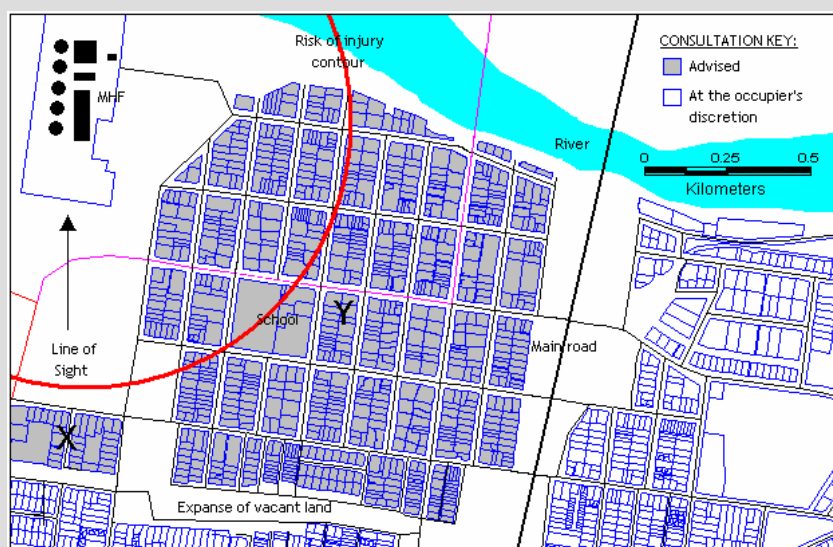 Risk of injury
contour
CONSULTATION KEY:
Advised
At the occupier's
discretion
MHF
River
0 0.25 0.5
Kilometers
School
Y
Line of
Sight
Main road
X
Expanse of vacant land